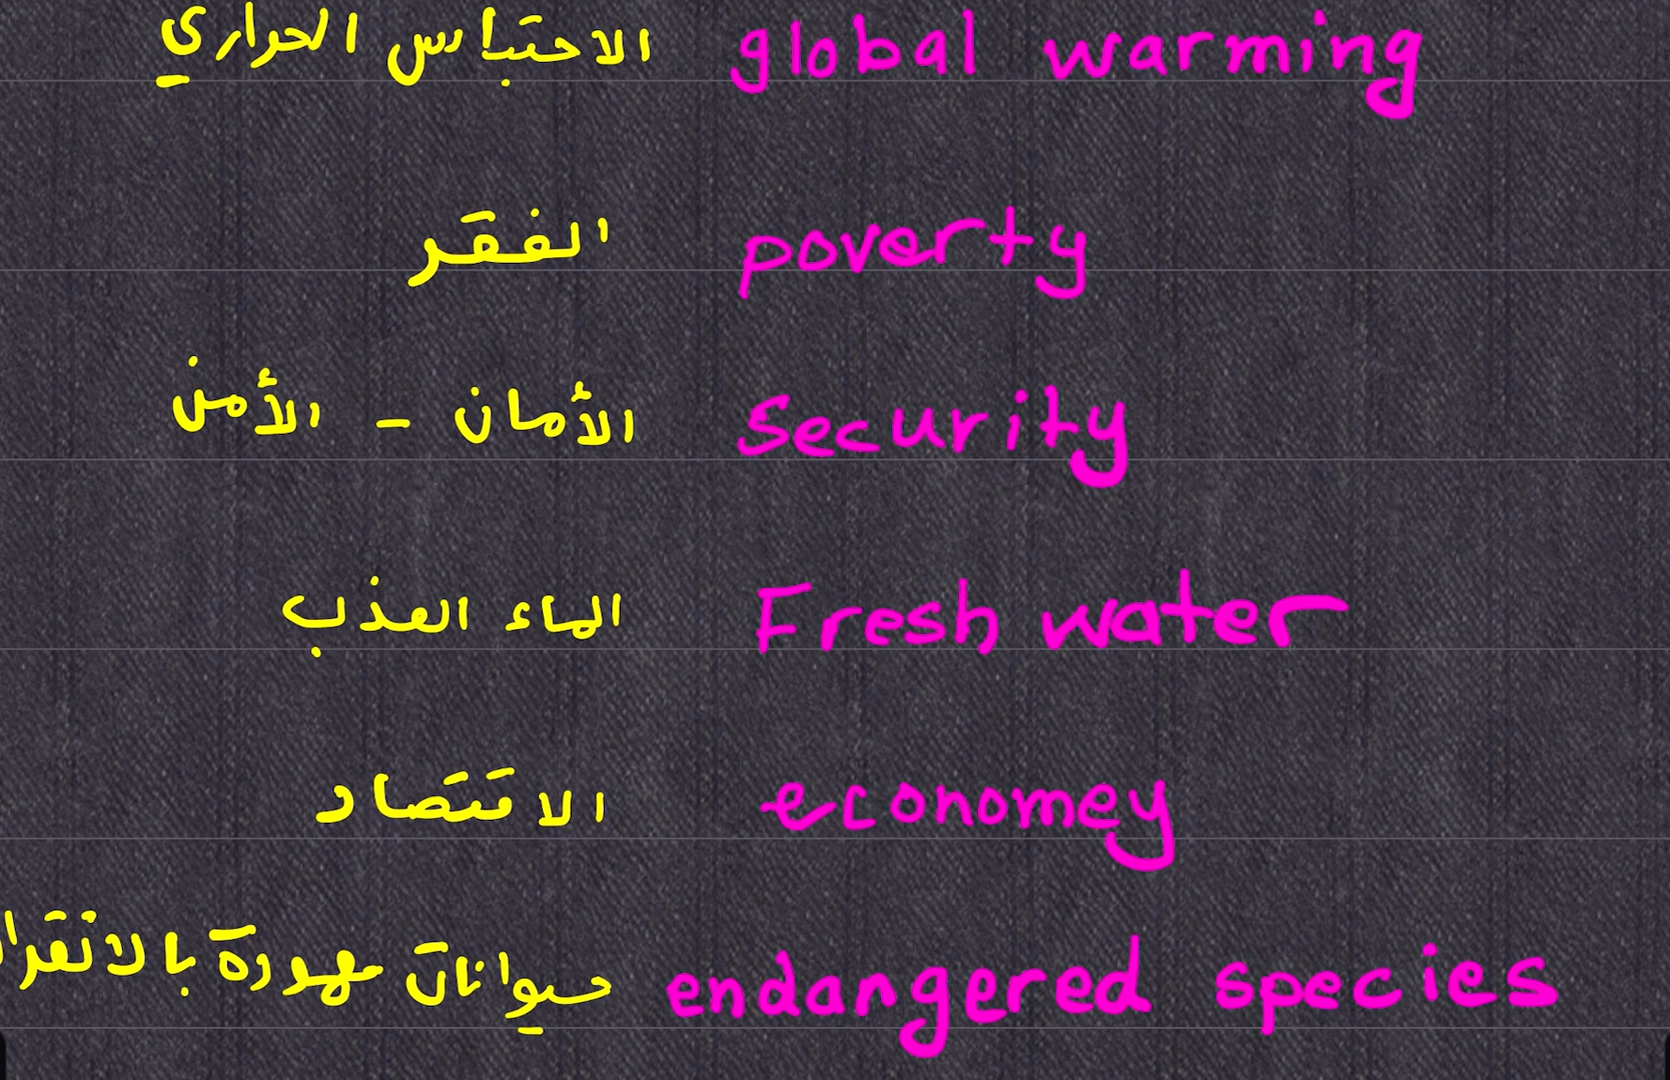 global warming الاحتباس الحراري
poverty الفقر
Security الأمان - الأمن
Fresh water الماء العذب
economey الاقتصاد
endangered species حيوانات مهددة